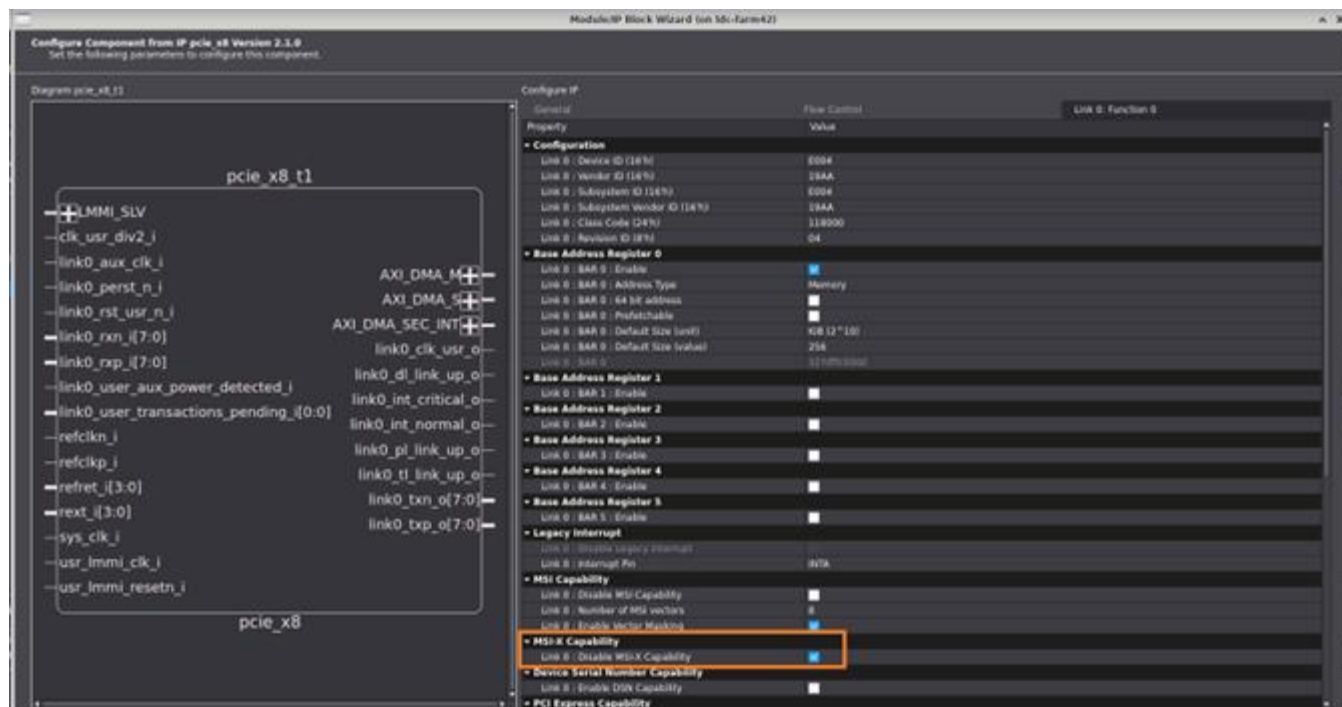 Module/IP Block Wizard (on ldc-farm42)
Configure Component from IP pcie_x8 Version 2.1.0
Set the following parameters to configure this component.
Diagram pcie_x8_t1
Configure IP
General Flow Control Link 0: Function 0
Property Value
pcie_x8_t1
LMMI_SLV
clk_usr_div2_i
link0_aux_clk_i
link0_perst_n_i
link0_rst_usr_n_i
link0_rxn_i[7:0]
link0_rxp_i[7:0]
link0_user_aux_power_detected_i
link0_user_transactions_pending_i[0:0]
refclkn_i
refclkp_i
refret_i[3:0]
rext_i[3:0]
sys_clk_i
usr_lmmi_clk_i
usr_lmmi_resetn_i
AXI_DMA_M
AXI_DMA_S
AXI_DMA_SEC_INT
link0_clk_usr_o
link0_dl_link_up_o
link0_int_critical_o
link0_int_normal_o
link0_pl_link_up_o
link0_tl_link_up_o
link0_txn_o[7:0]
link0_txp_o[7:0]
pcie_x8
Configuration
Link 0 : Device ID (16'h) E004
Link 0 : Vendor ID (16'h) 19AA
Link 0 : Subsystem ID (16'h) E004
Link 0 : Subsystem Vendor ID (16'h) 19AA
Link 0 : Class Code (24'h) 118000
Link 0 : Revision ID (8'h) 04
Base Address Register 0
Link 0 : BAR 0 : Enable
Link 0 : BAR 0 : Address Type Memory
Link 0 : BAR 0 : 64 bit address
Link 0 : BAR 0 : Prefetchable
Link 0 : BAR 0 : Default Size (unit) KiB (2^10)
Link 0 : BAR 0 : Default Size (value) 256
Link 0 : BAR 0
Base Address Register 1
Link 0 : BAR 1 : Enable
Base Address Register 2
Link 0 : BAR 2 : Enable
Base Address Register 3
Link 0 : BAR 3 : Enable
Base Address Register 4
Link 0 : BAR 4 : Enable
Base Address Register 5
Link 0 : BAR 5 : Enable
Legacy Interrupt
Link 0 : Disable Legacy Interrupt
Link 0 : Interrupt Pin INTA
MSI Capability
Link 0 : Disable MSI Capability
Link 0 : Number of MSI vectors 8
Link 0 : Enable Vector Masking
MSI-X Capability
Link 0 : Disable MSI-X Capability
Device Serial Number Capability
Link 0 : Enable DSN Capability
PCI Express Capability